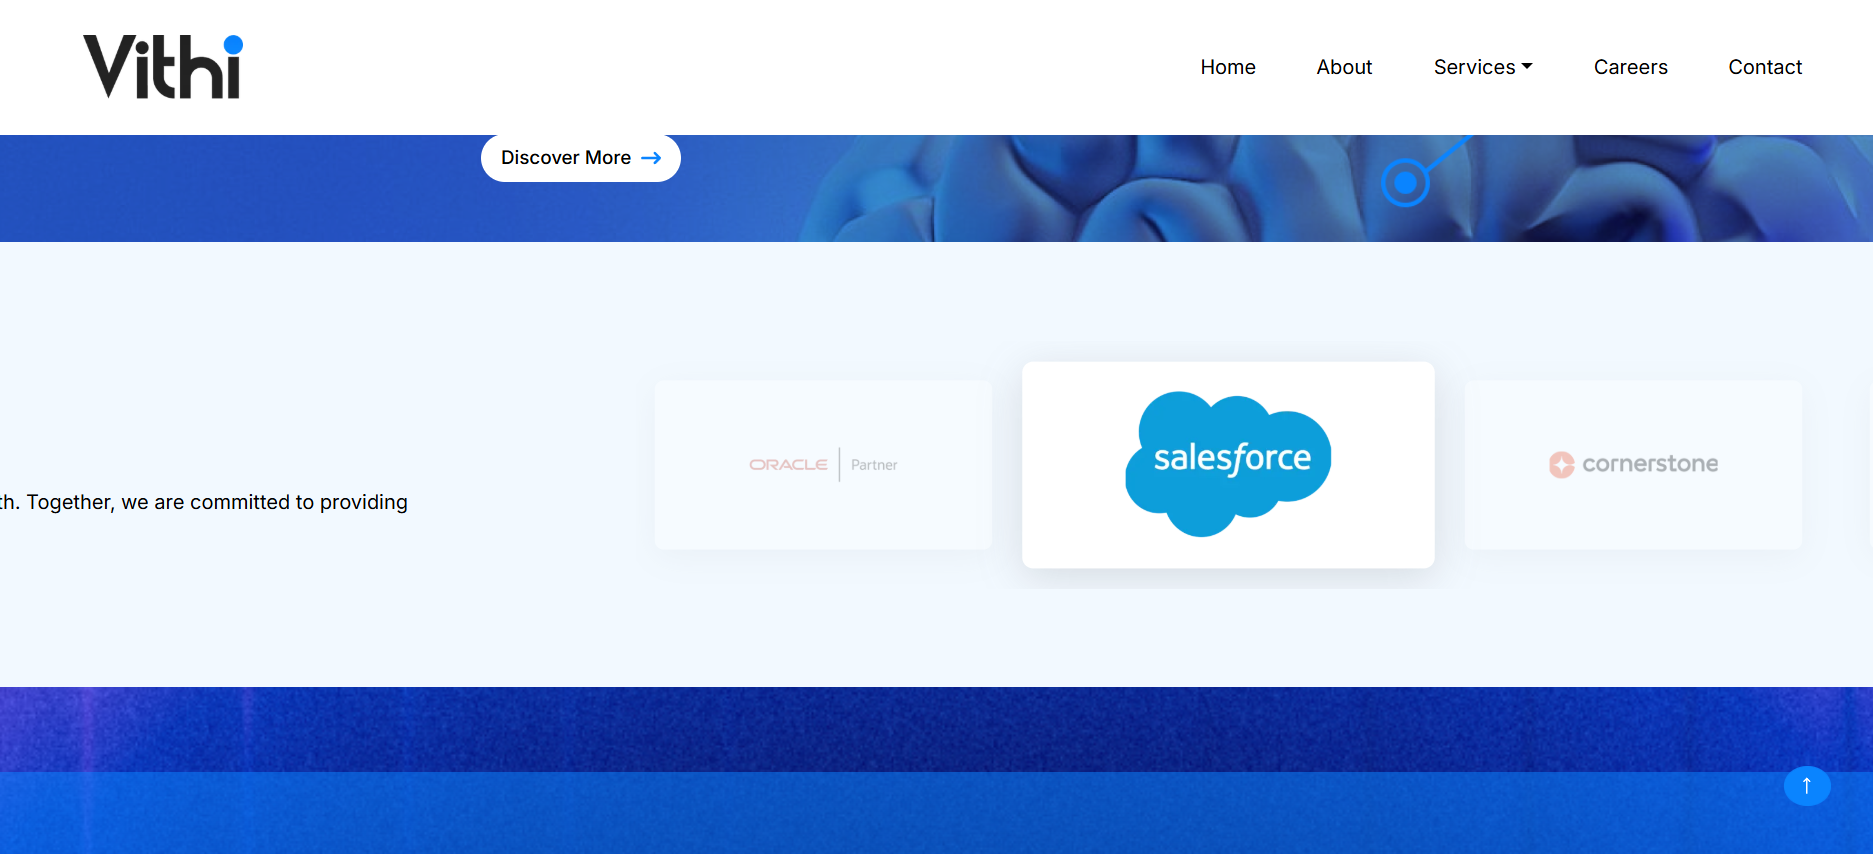 Vithi
Home
About
Services
Careers
Contact
Discover More
ORACLE | Partner
salesforce
cornerstone
th. Together, we are committed to providing